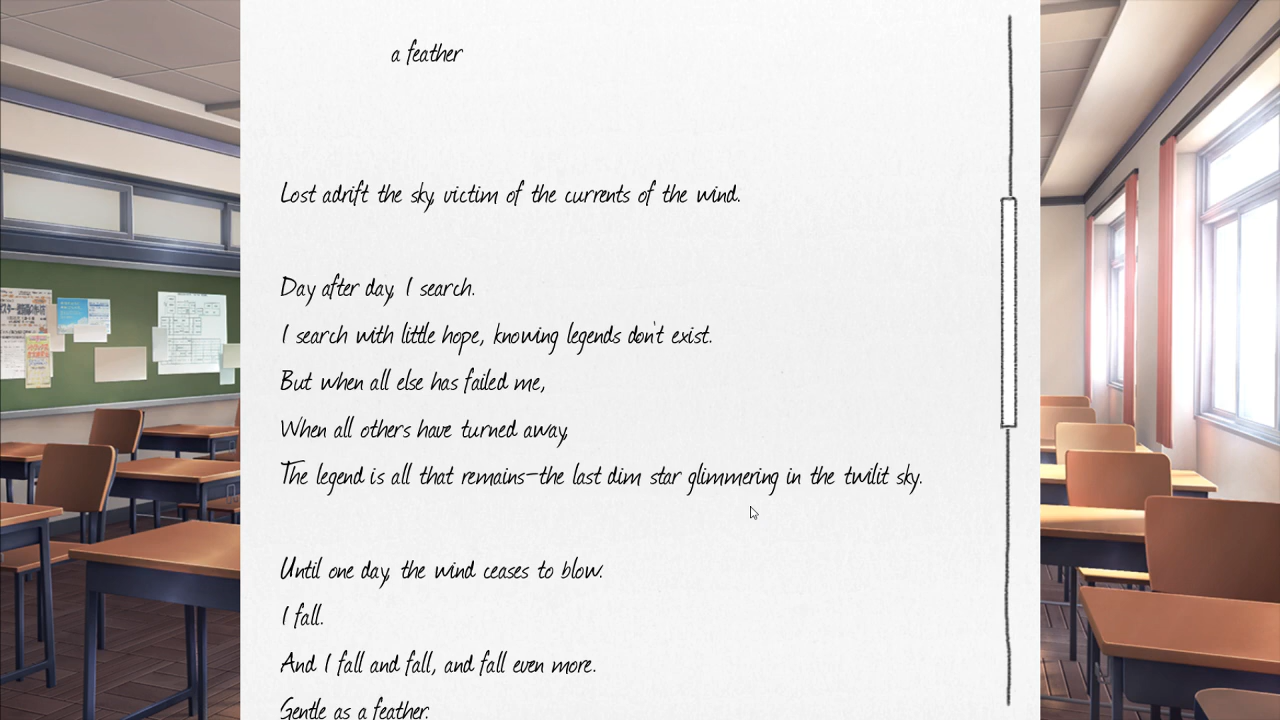 a feather
Lost adrift the sky, victim of the currents of the wind.
Day after day, I search.
I search with little hope, knowing legends don't exist.
But when all else has failed me,
When all others have turned away,
The legend is all that remains—the last dim star glimmering in the twilit sky.
Until one day, the wind ceases to blow.
I fall.
And I fall and fall, and fall even more.
Gentle as a feather.